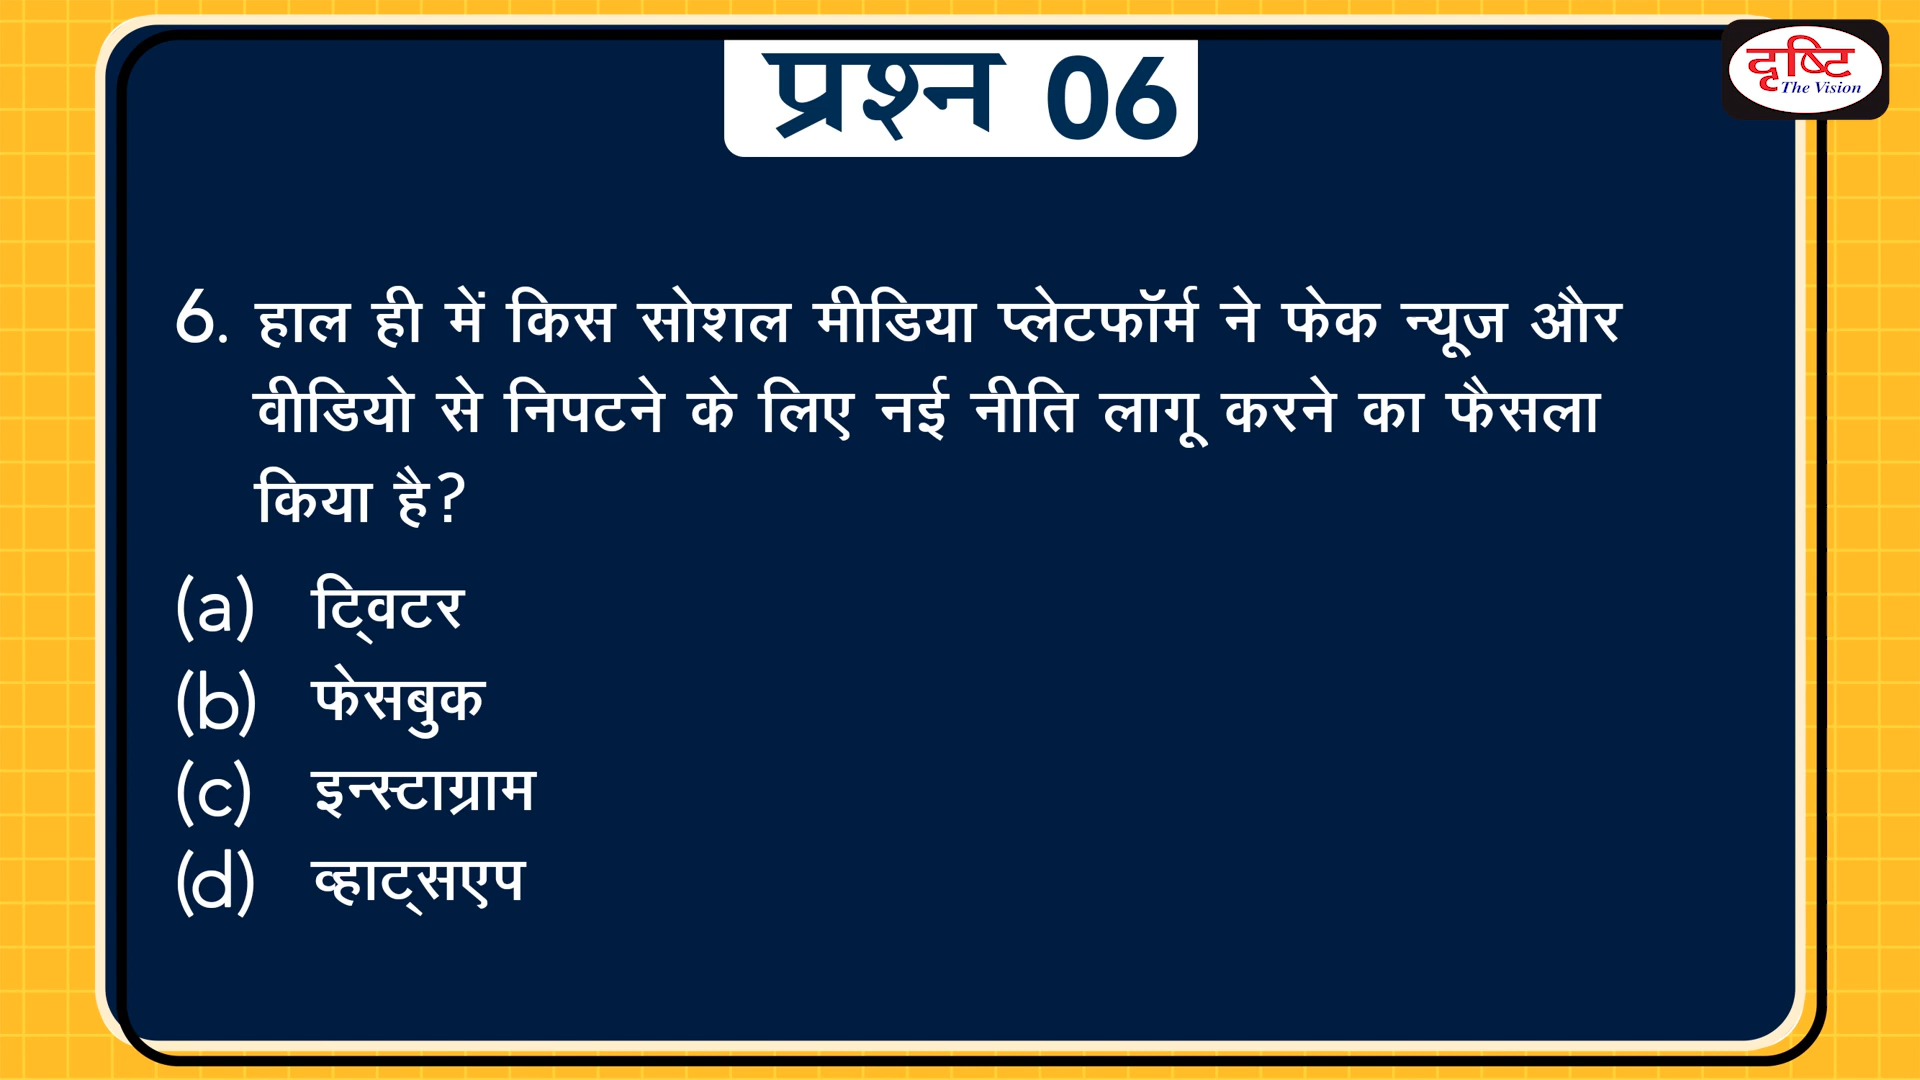 प्रश्न 06
दृष्टि
The Vision
6. हाल ही में किस सोशल मीडिया प्लेटफॉर्म ने फेक न्यूज और
वीडियो से निपटने के लिए नई नीति लागू करने का फैसला
किया है?
(a) ट्विटर
(b) फेसबुक
(c) इन्स्टाग्राम
(d) व्हाट्सएप